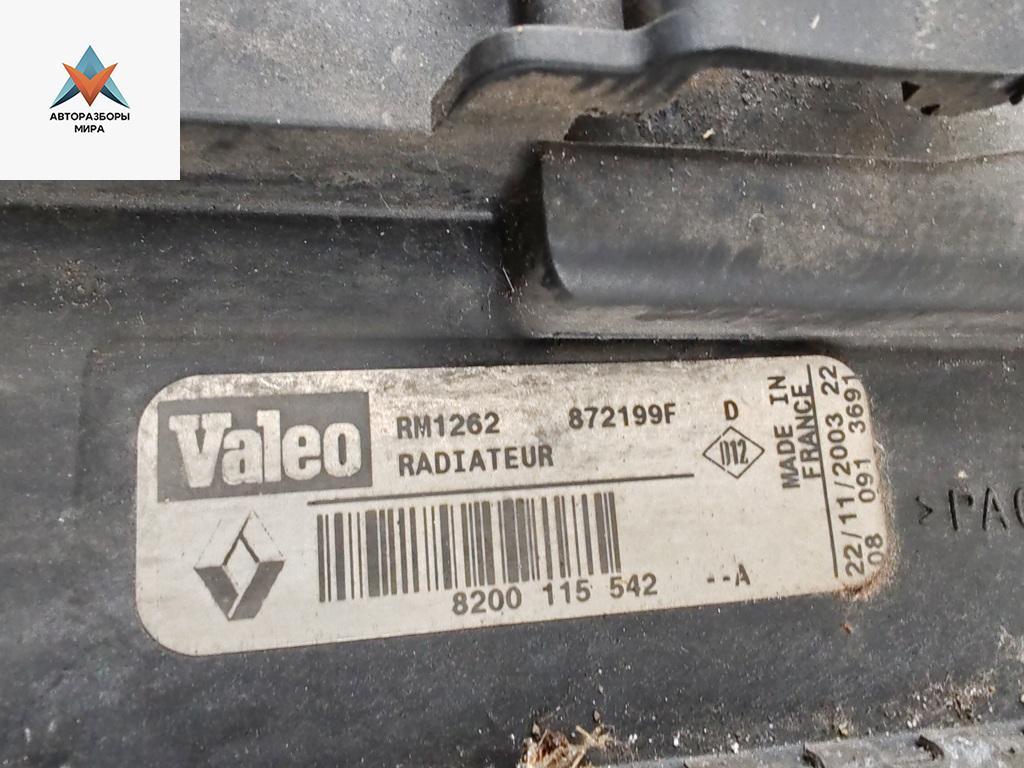 АВТОРАЗБОРЫ
МИРА
Valeo
RM1262 872199F D
RADIATEUR
D12
8200 115 542 --A
MADE IN
FRANCE
22/11/2003 22
08 091 3691
>PA